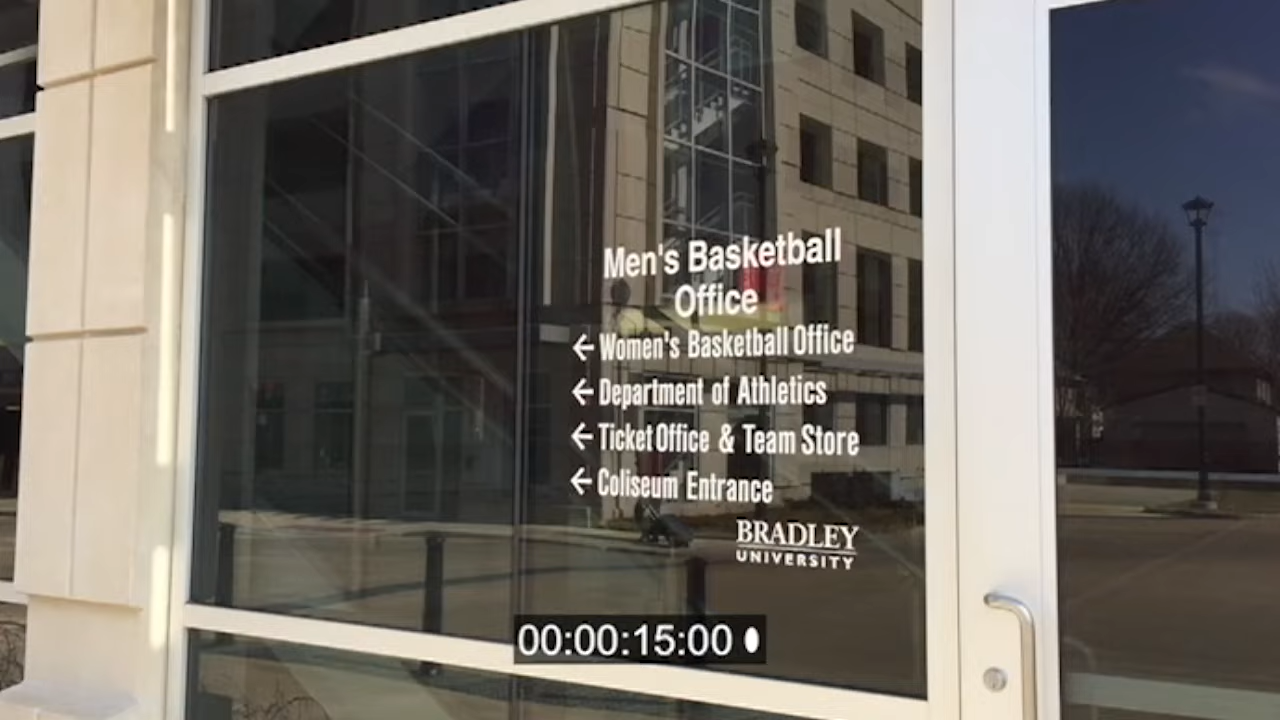 Men's Basketball
Office
← Women's Basketball Office
← Department of Athletics
← Ticket Office & Team Store
← Coliseum Entrance
BRADLEY
UNIVERSITY
00:00:15:00